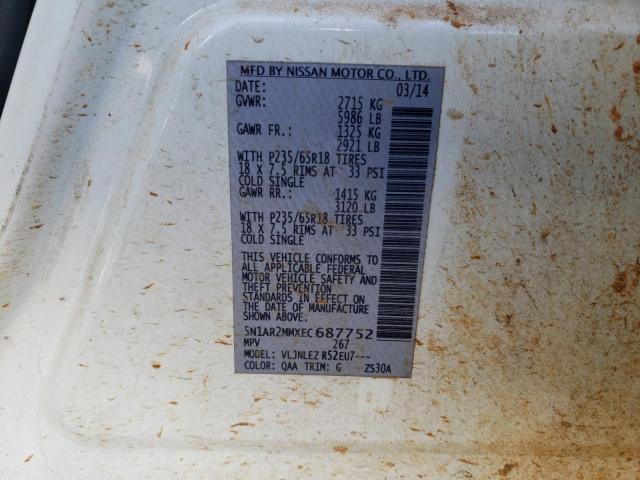 MFD BY NISSAN MOTOR CO., LTD.
DATE: 03/14
GVWR: 2715 KG
5986 LB
GAWR FR.: 1325 KG
2921 LB
WITH P235/65R18 TIRES
18 X 7.5 RIMS AT 33 PSI
COLD SINGLE
GAWR RR.: 1415 KG
3120 LB
WITH P235/65R18 TIRES
18 X 7.5 RIMS AT 33 PSI
COLD SINGLE
THIS VEHICLE CONFORMS TO
ALL APPLICABLE FEDERAL
MOTOR VEHICLE SAFETY AND
THEFT PREVENTION
STANDARDS IN EFFECT ON
THE DATE OF MANUFACTURE
SHOWN ABOVE.
5N1AR2MMXEC687752
MPV 267
MODEL: VLJNLEZ R52EU7---
COLOR: QAA TRIM: G ZS30A